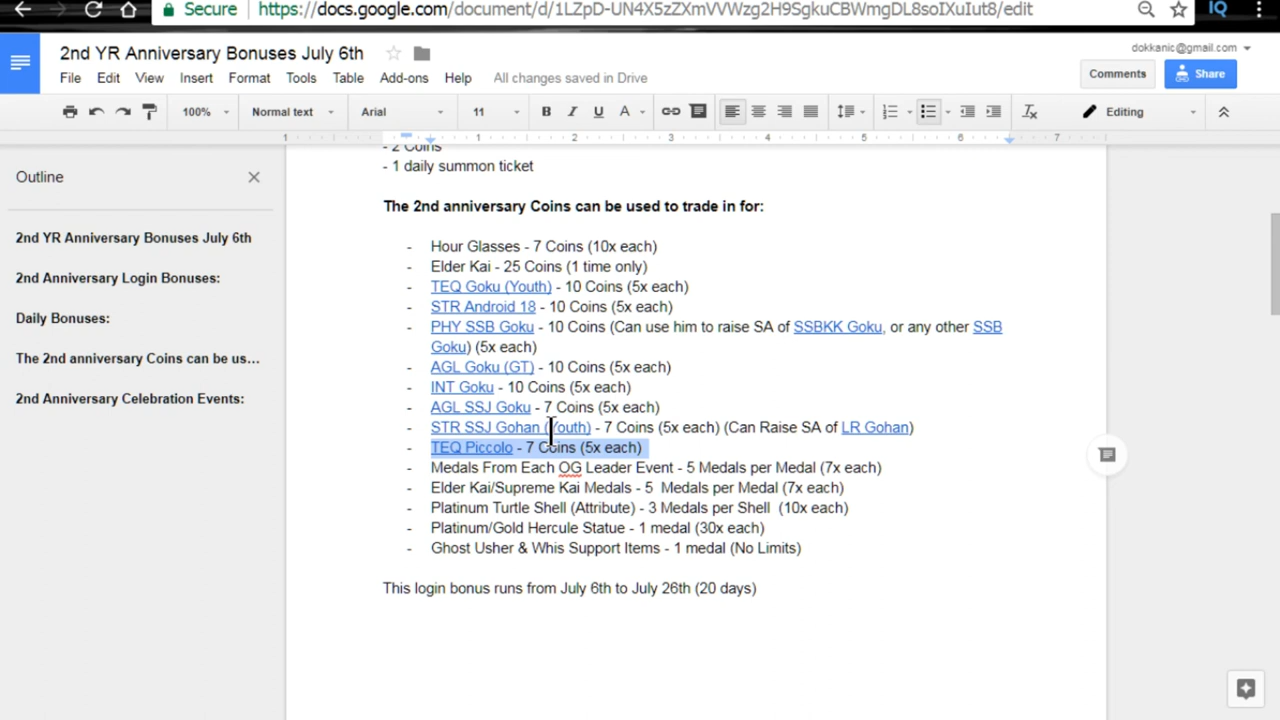 Secure https://docs.google.com/document/d/1LZpD-UN4X5zZXmVVWzg2H9SgkuCBWmgDL8soIXuIut8/edit IQ
2nd YR Anniversary Bonuses July 6th
dokkanic@gmail.com
File Edit View Insert Format Tools Table Add-ons Help All changes saved in Drive
Comments Share
100% Normal text Arial 11 B I U A Editing
1 1 2 3 4 5 6 7
Outline
2nd YR Anniversary Bonuses July 6th
2nd Anniversary Login Bonuses:
Daily Bonuses:
The 2nd anniversary Coins can be us...
2nd Anniversary Celebration Events:
- 2 Coins
- 1 daily summon ticket
The 2nd anniversary Coins can be used to trade in for:
- Hour Glasses - 7 Coins (10x each)
- Elder Kai - 25 Coins (1 time only)
- TEQ Goku (Youth) - 10 Coins (5x each)
- STR Android 18 - 10 Coins (5x each)
- PHY SSB Goku - 10 Coins (Can use him to raise SA of SSBKK Goku, or any other SSB
Goku) (5x each)
- AGL Goku (GT) - 10 Coins (5x each)
- INT Goku - 10 Coins (5x each)
- AGL SSJ Goku - 7 Coins (5x each)
- STR SSJ Gohan (Youth) - 7 Coins (5x each) (Can Raise SA of LR Gohan)
- TEQ Piccolo - 7 Coins (5x each)
- Medals From Each OG Leader Event - 5 Medals per Medal (7x each)
- Elder Kai/Supreme Kai Medals - 5 Medals per Medal (7x each)
- Platinum Turtle Shell (Attribute) - 3 Medals per Shell (10x each)
- Platinum/Gold Hercule Statue - 1 medal (30x each)
- Ghost Usher & Whis Support Items - 1 medal (No Limits)
This login bonus runs from July 6th to July 26th (20 days)